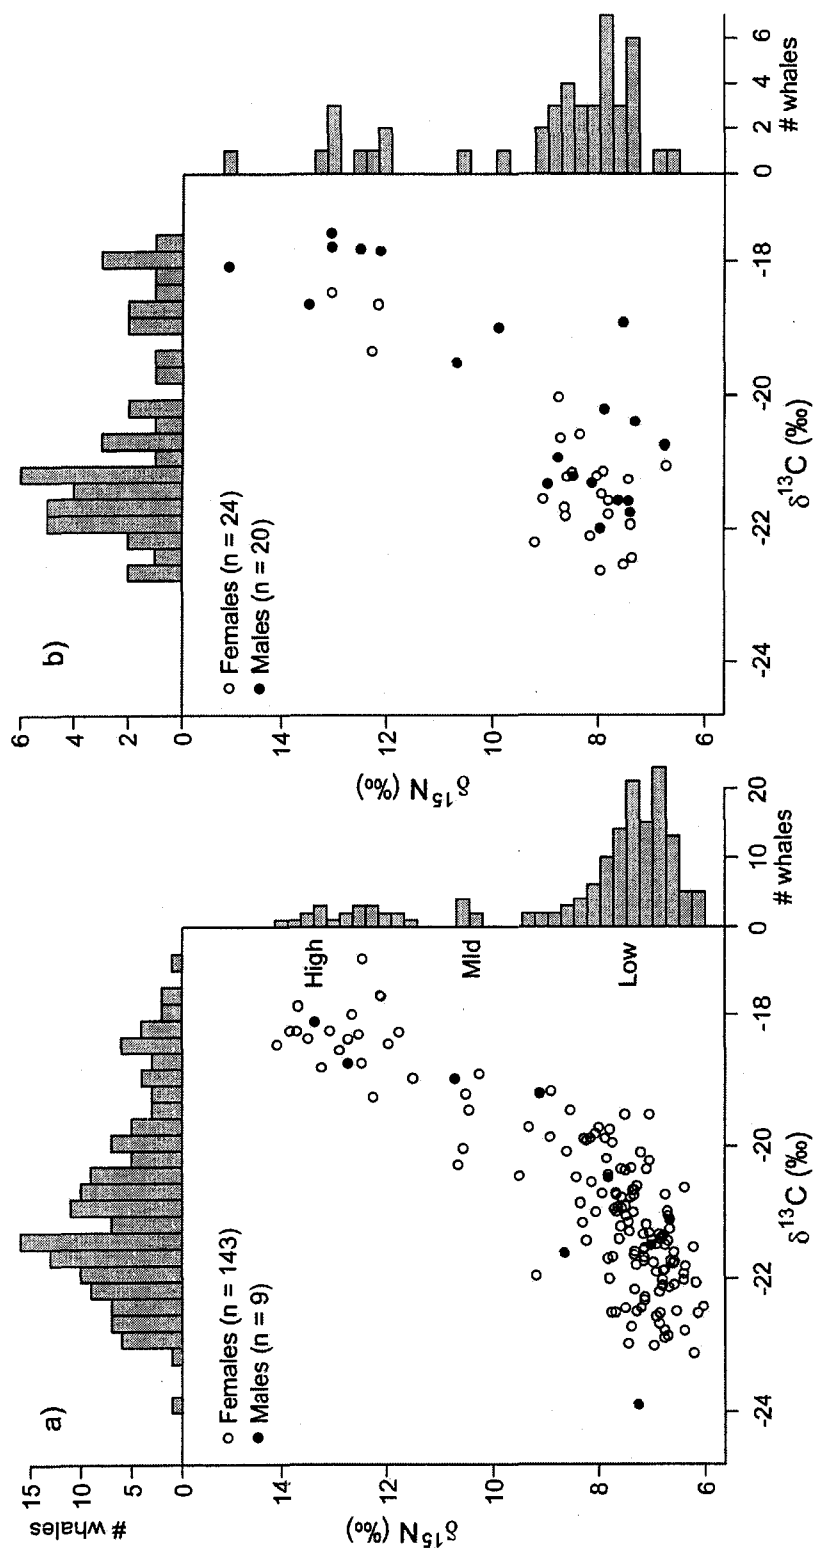 a)
# whales
15
10
5
0
○ Females (n = 143)
● Males (n = 9)
High
Mid
Low
δ15N (‰)
14
12
10
8
6
-24
-22
-20
-18
δ13C (‰)
0
10
20
# whales
b)
6
4
2
0
○ Females (n = 24)
● Males (n = 20)
δ15N (‰)
14
12
10
8
6
-24
-22
-20
-18
δ13C (‰)
0
2
4
6
# whales